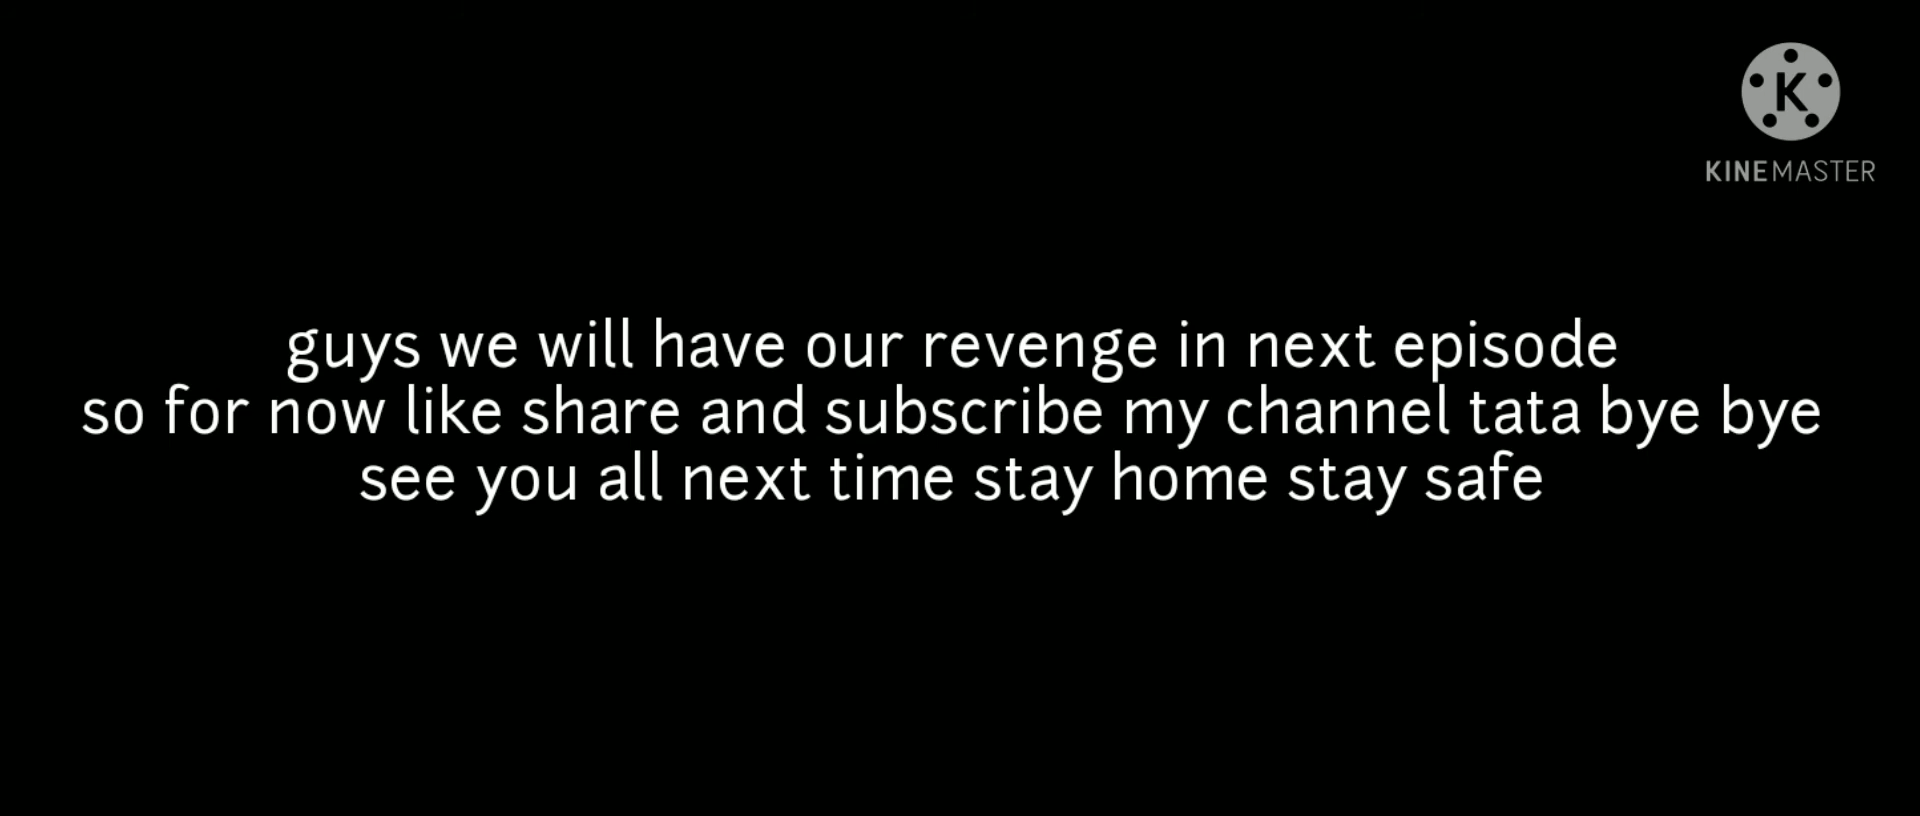 K
KINEMASTER
guys we will have our revenge in next episode
so for now like share and subscribe my channel tata bye bye
see you all next time stay home stay safe